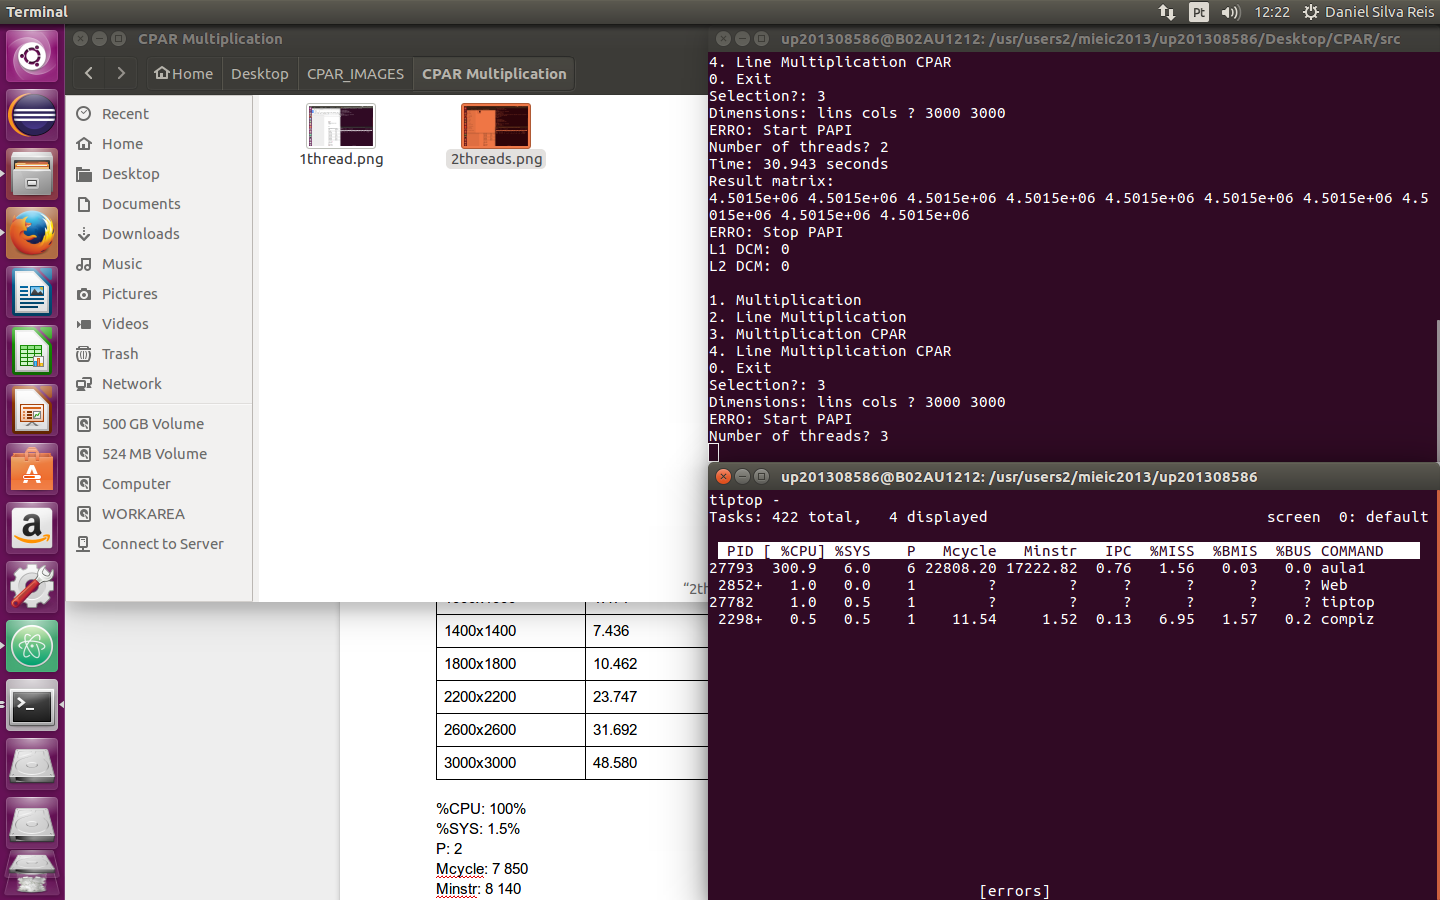 Terminal
Pt
12:22
Daniel Silva Reis
CPAR Multiplication
Home
Desktop
CPAR_IMAGES
CPAR Multiplication
Recent
Home
Desktop
Documents
Downloads
Music
Pictures
Videos
Trash
Network
500 GB Volume
524 MB Volume
Computer
WORKAREA
Connect to Server
1thread.png
2threads.png
1400x1400 7.436
1800x1800 10.462
2200x2200 23.747
2600x2600 31.692
3000x3000 48.580
%CPU: 100%
%SYS: 1.5%
P: 2
Mcycle: 7 850
Minstr: 8 140
up201308586@B02AU1212: /usr/users2/mieic2013/up201308586/Desktop/CPAR/src
4. Line Multiplication CPAR
0. Exit
Selection?: 3
Dimensions: lins cols ? 3000 3000
ERRO: Start PAPI
Number of threads? 2
Time: 30.943 seconds
Result matrix:
4.5015e+06 4.5015e+06 4.5015e+06 4.5015e+06 4.5015e+06 4.5015e+06 4.5015e+06 4.5
015e+06 4.5015e+06 4.5015e+06
ERRO: Stop PAPI
L1 DCM: 0
L2 DCM: 0
1. Multiplication
2. Line Multiplication
3. Multiplication CPAR
4. Line Multiplication CPAR
0. Exit
Selection?: 3
Dimensions: lins cols ? 3000 3000
ERRO: Start PAPI
Number of threads? 3
up201308586@B02AU1212: /usr/users2/mieic2013/up201308586
tiptop -
Tasks: 422 total, 4 displayed screen 0: default
PID [ %CPU] %SYS P Mcycle Minstr IPC %MISS %BMIS %BUS COMMAND
27793 300.9 6.0 6 22808.20 17222.82 0.76 1.56 0.03 0.0 aula1
2852+ 1.0 0.0 1 ? ? ? ? ? ? Web
27782 1.0 0.5 1 ? ? ? ? ? ? tiptop
2298+ 0.5 0.5 1 11.54 1.52 0.13 6.95 1.57 0.2 compiz
[errors]